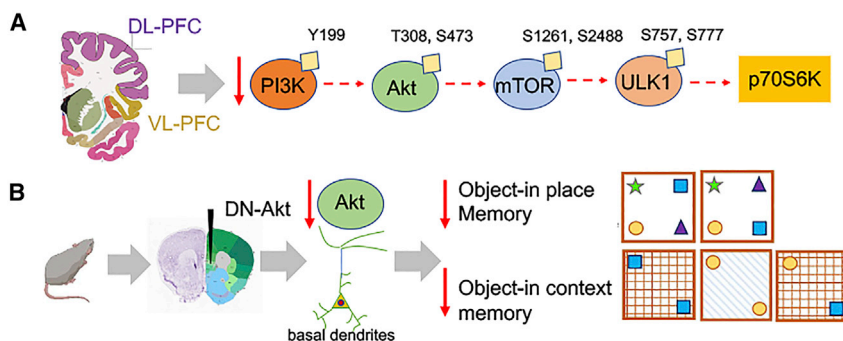 A
DL-PFC
VL-PFC
Y199
T308, S473
S1261, S2488
S757, S777
PI3K
Akt
mTOR
ULK1
p70S6K
B
DN-Akt
Akt
basal dendrites
Object-in place
Memory
Object-in context
memory